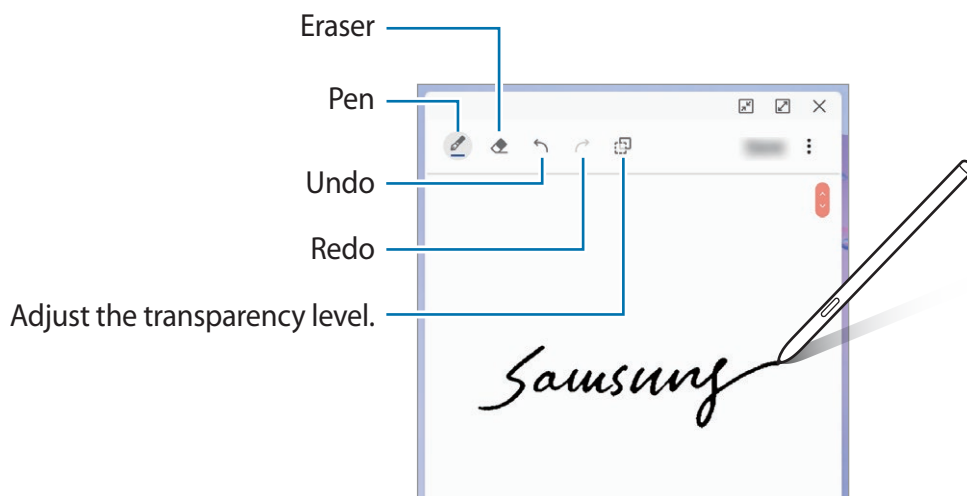 Eraser
Pen
Undo
Redo
Adjust the transparency level.
Samsung